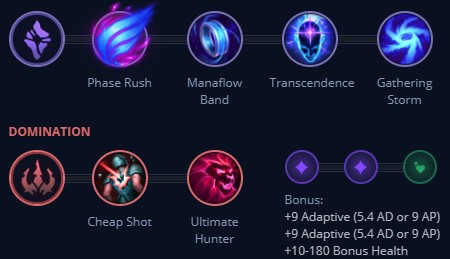 Phase Rush
Manaflow
Band
Transcendence
Gathering
Storm
DOMINATION
Cheap Shot
Ultimate
Hunter
Bonus:
+9 Adaptive (5.4 AD or 9 AP)
+9 Adaptive (5.4 AD or 9 AP)
+10-180 Bonus Health